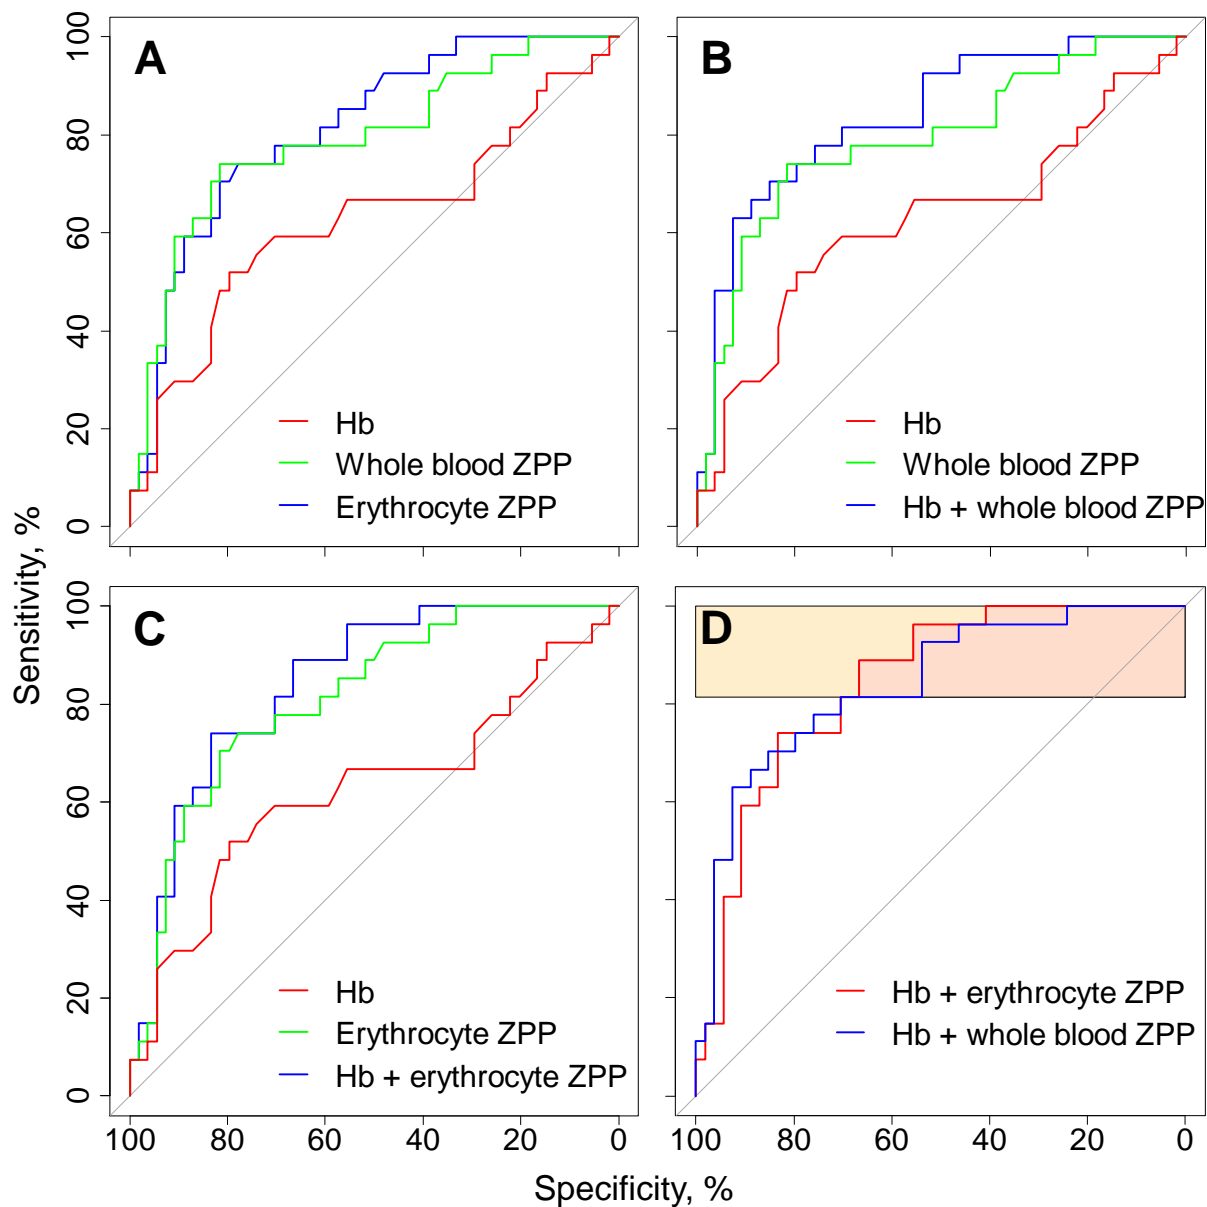 A
B
100
80
60
40
20
0
Hb
Whole blood ZPP
Erythrocyte ZPP
Hb
Whole blood ZPP
Hb + whole blood ZPP
Sensitivity, %
C
D
100
80
60
40
20
0
Hb
Erythrocyte ZPP
Hb + erythrocyte ZPP
Hb + erythrocyte ZPP
Hb + whole blood ZPP
100 80 60 40 20 0
100 80 60 40 20 0
Specificity, %